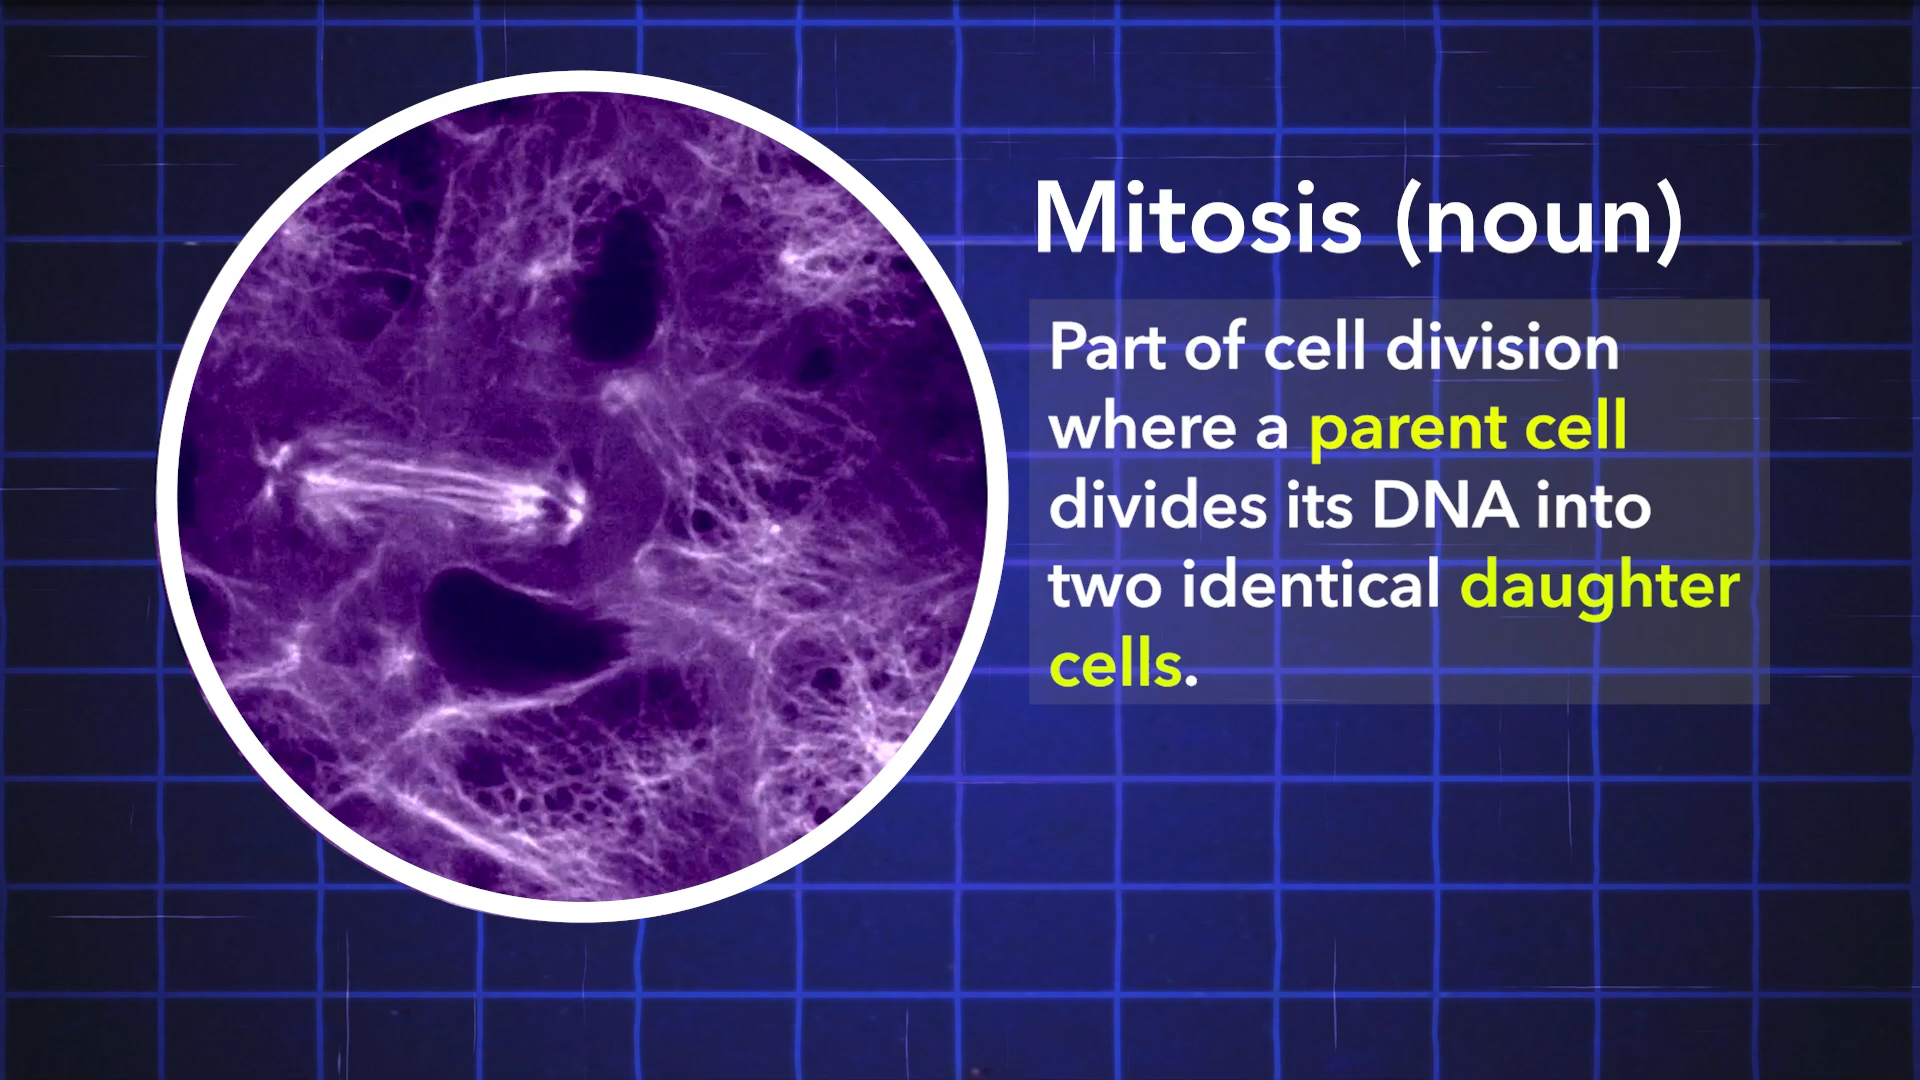 Mitosis (noun)
Part of cell division
where a parent cell
divides its DNA into
two identical daughter
cells.